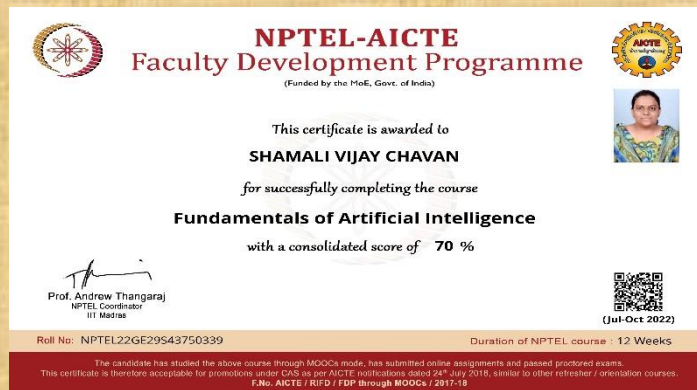 NPTEL-AICTE
Faculty Development Programme
(Funded by the MoE, Govt. of India)
AICTE
This certificate is awarded to
SHAMALI VIJAY CHAVAN
for successfully completing the course
Fundamentals of Artificial Intelligence
with a consolidated score of 70 %
Prof. Andrew Thangaraj
NPTEL Coordinator
IIT Madras
(Jul-Oct 2022)
Roll No: NPTEL22GE29S43750339
Duration of NPTEL course : 12 Weeks
The candidate has studied the above course through MOOCs mode, has submitted online assignments and passed proctored exams.
This certificate is therefore acceptable for promotions under CAS as per AICTE notifications dated 24th July 2018, similar to other refresher / orientation courses.
F.No. AICTE / RIFD / FDP through MOOCs / 2017-18